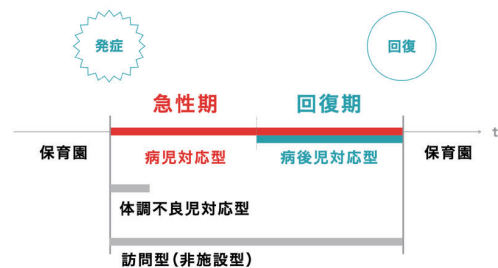 発症
回復
急性期
回復期
t
保育園
病児対応型
病後児対応型
保育園
体調不良児対応型
訪問型(非施設型)